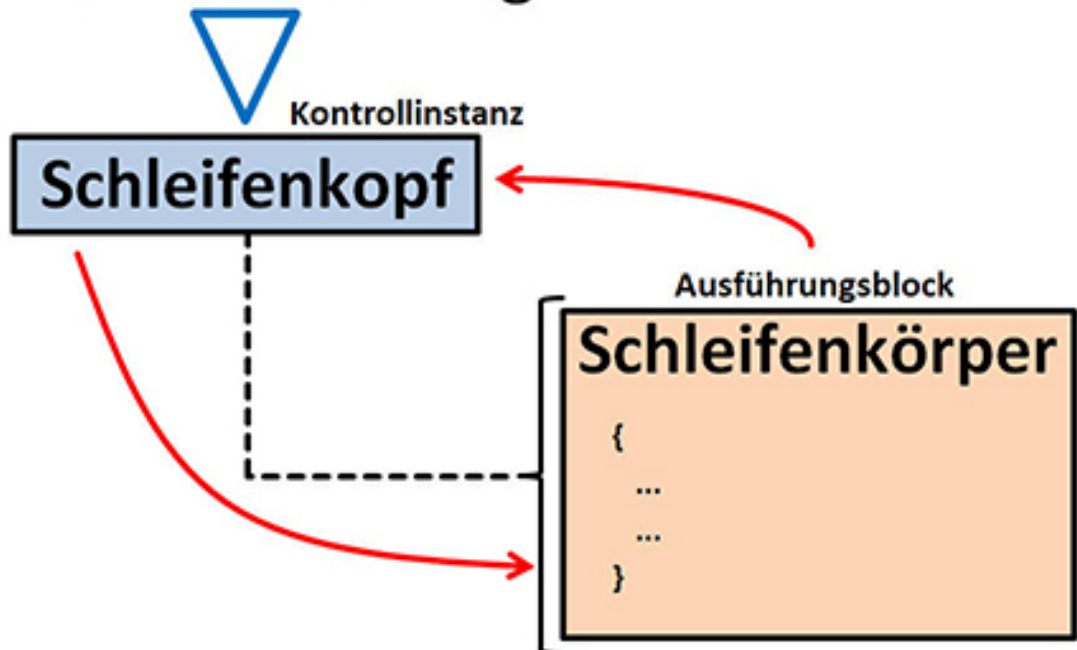 Kontrollinstanz
Schleifenkopf
Ausführungsblock
Schleifenkörper
{
...
...
}